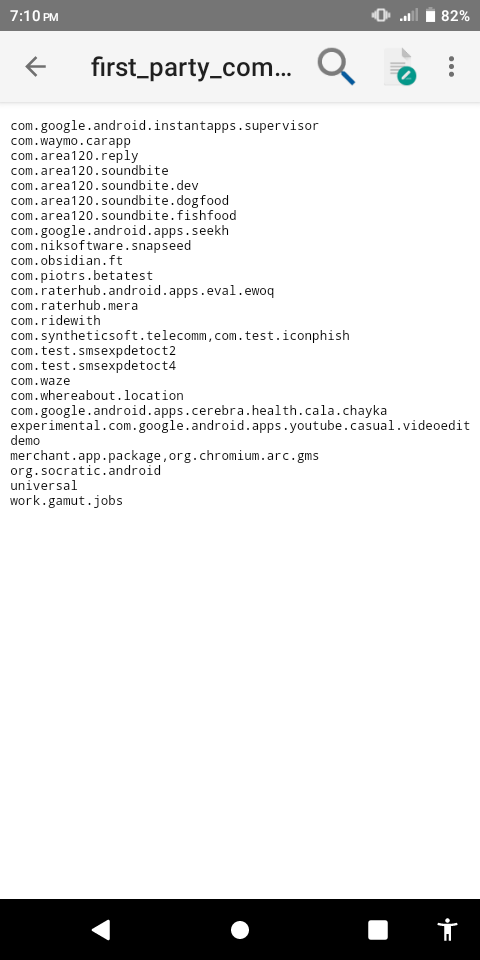 7:10 PM 82%
first_party_com...
com.google.android.instantapps.supervisor
com.waymo.carapp
com.area120.reply
com.area120.soundbite
com.area120.soundbite.dev
com.area120.soundbite.dogfood
com.area120.soundbite.fishfood
com.google.android.apps.seekh
com.niksoftware.snapseed
com.obsidian.ft
com.piotrs.betatest
com.raterhub.android.apps.eval.ewoq
com.raterhub.mera
com.ridewith
com.syntheticsoft.telecomm,com.test.iconphish
com.test.smsexpdetoct2
com.test.smsexpdetoct4
com.waze
com.whereabout.location
com.google.android.apps.cerebra.health.cala.chayka
experimental.com.google.android.apps.youtube.casual.videoedit
demo
merchant.app.package,org.chromium.arc.gms
org.socratic.android
universal
work.gamut.jobs